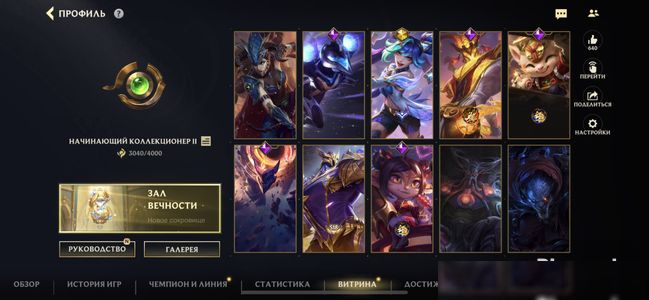 ПРОФИЛЬ ?
640
ПЕРЕЙТИ
ПОДЕЛИТЬСЯ
НАСТРОЙКИ
НАЧИНАЮЩИЙ КОЛЛЕКЦИОНЕР II
3040/4000
ЗАЛ
ВЕЧНОСТИ
Новое сокровище
РУКОВОДСТВО
ГАЛЕРЕЯ
ОБЗОР
ИСТОРИЯ ИГР
ЧЕМПИОН И ЛИНИЯ
СТАТИСТИКА
ВИТРИНА